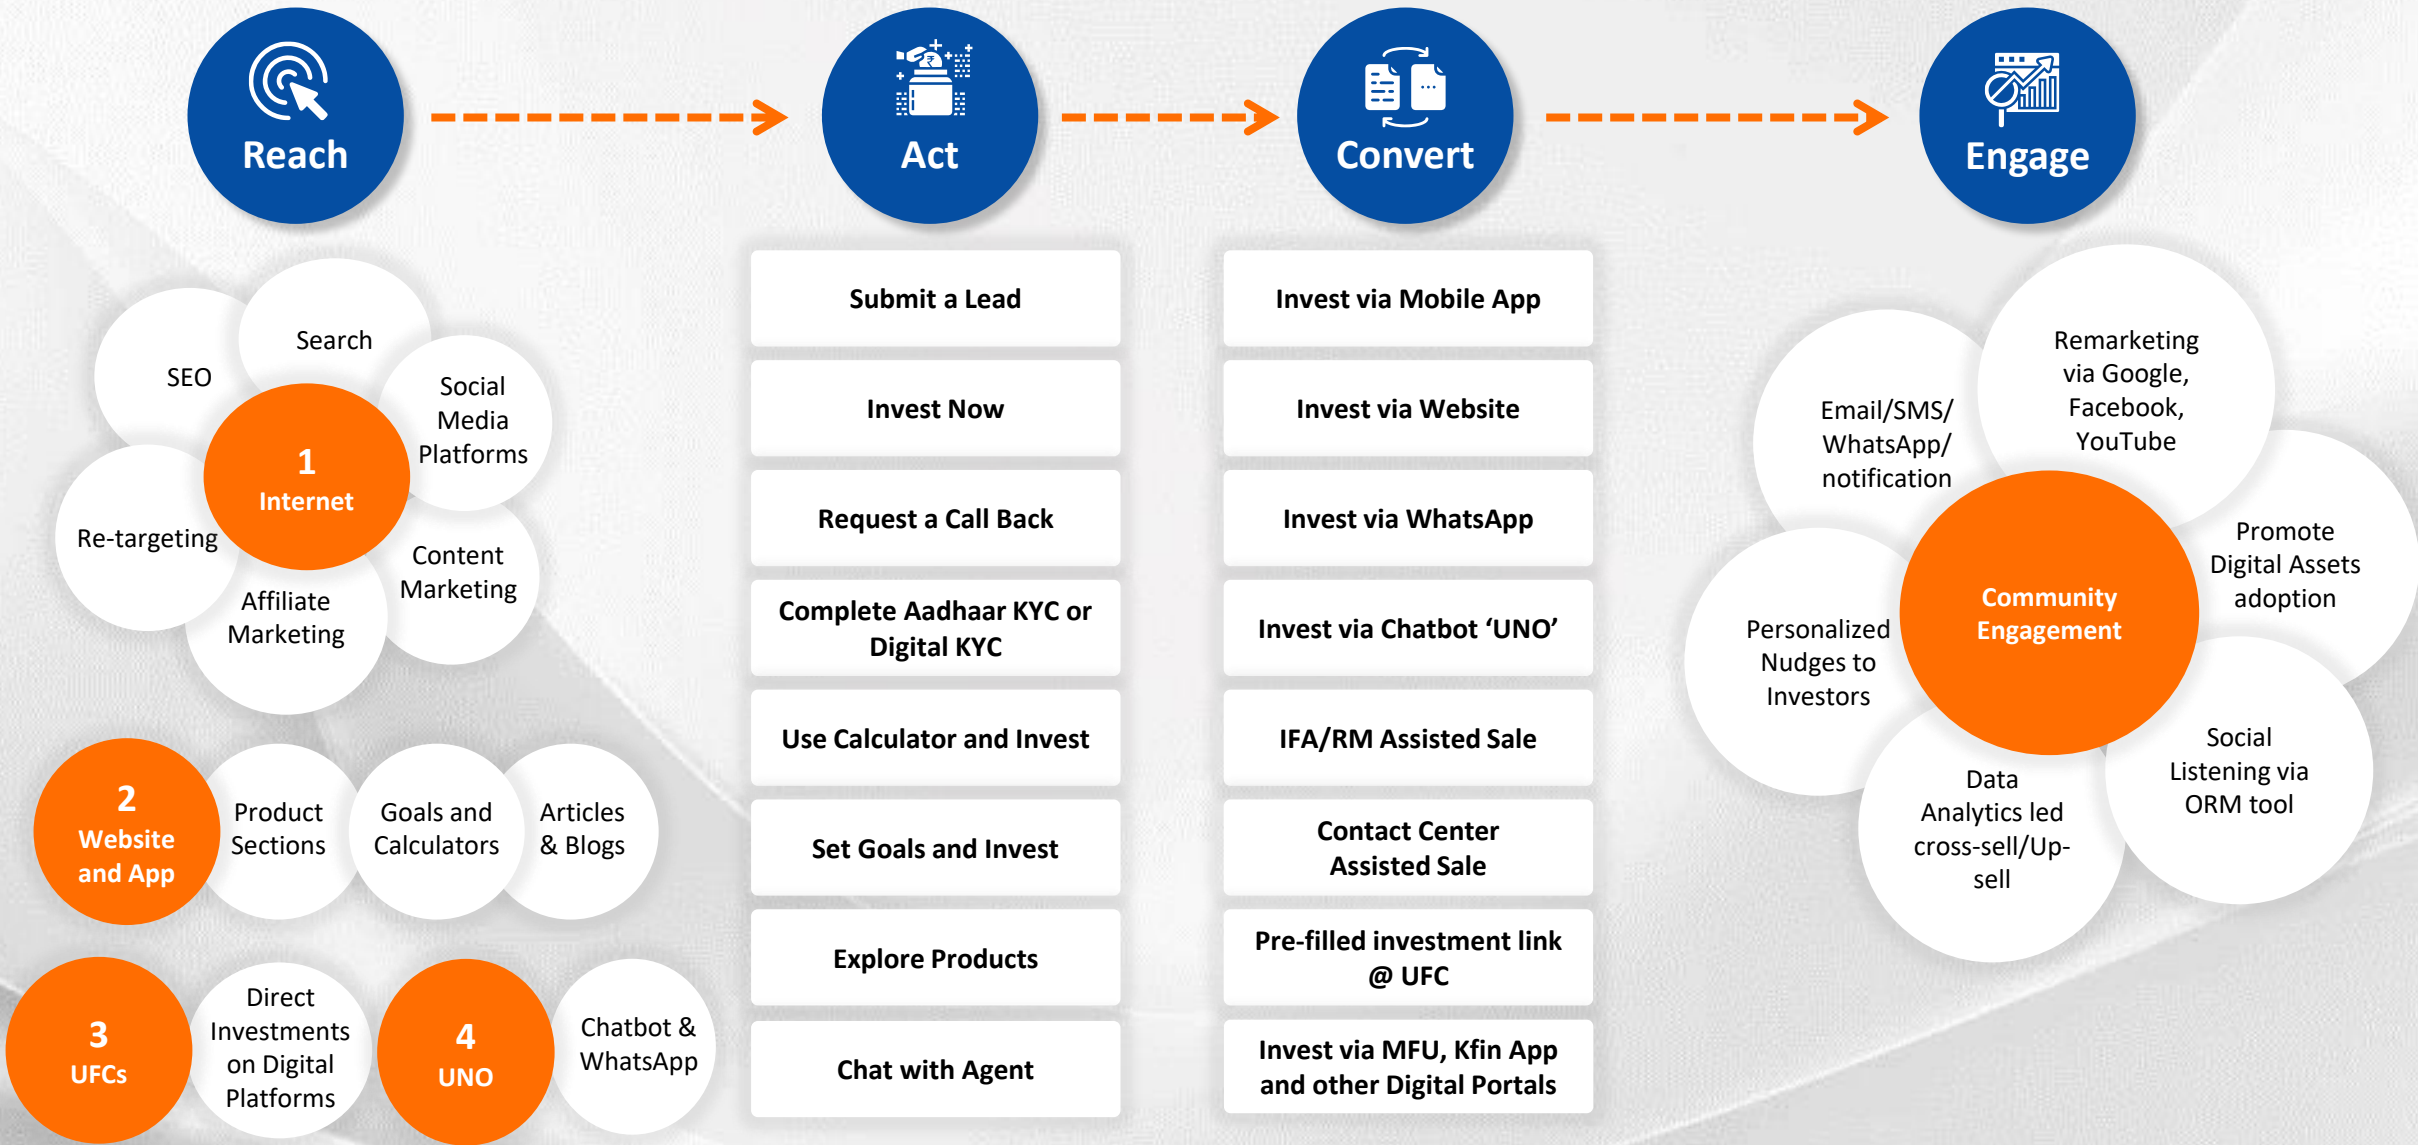 Reach
Act
Convert
Engage
Search
SEO
Social
Media
Platforms
1
Internet
Re-targeting
Content
Marketing
Affiliate
Marketing
2
Website
and App
Product
Sections
Goals and
Calculators
Articles
& Blogs
3
UFCs
Direct
Investments
on Digital
Platforms
4
UNO
Chatbot &
WhatsApp
Submit a Lead
Invest Now
Request a Call Back
Complete Aadhaar KYC or
Digital KYC
Use Calculator and Invest
Set Goals and Invest
Explore Products
Chat with Agent
Invest via Mobile App
Invest via Website
Invest via WhatsApp
Invest via Chatbot ‘UNO’
IFA/RM Assisted Sale
Contact Center
Assisted Sale
Pre-filled investment link
@ UFC
Invest via MFU, Kfin App
and other Digital Portals
Remarketing
via Google,
Facebook,
YouTube
Email/SMS/
WhatsApp/
notification
Promote
Digital Assets
adoption
Community
Engagement
Personalized
Nudges to
Investors
Social
Listening via
ORM tool
Data
Analytics led
cross-sell/Up-
sell